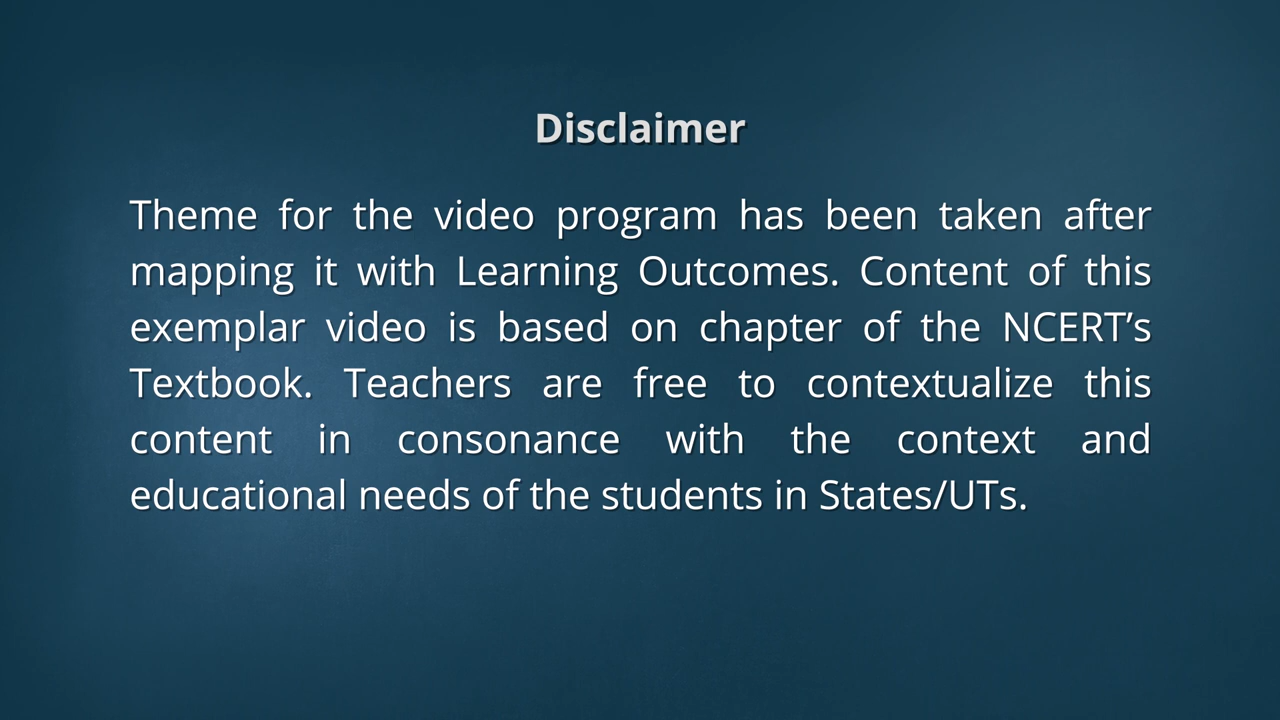 Disclaimer
Theme for the video program has been taken after
mapping it with Learning Outcomes. Content of this
exemplar video is based on chapter of the NCERT’s
Textbook. Teachers are free to contextualize this
content in consonance with the context and
educational needs of the students in States/UTs.